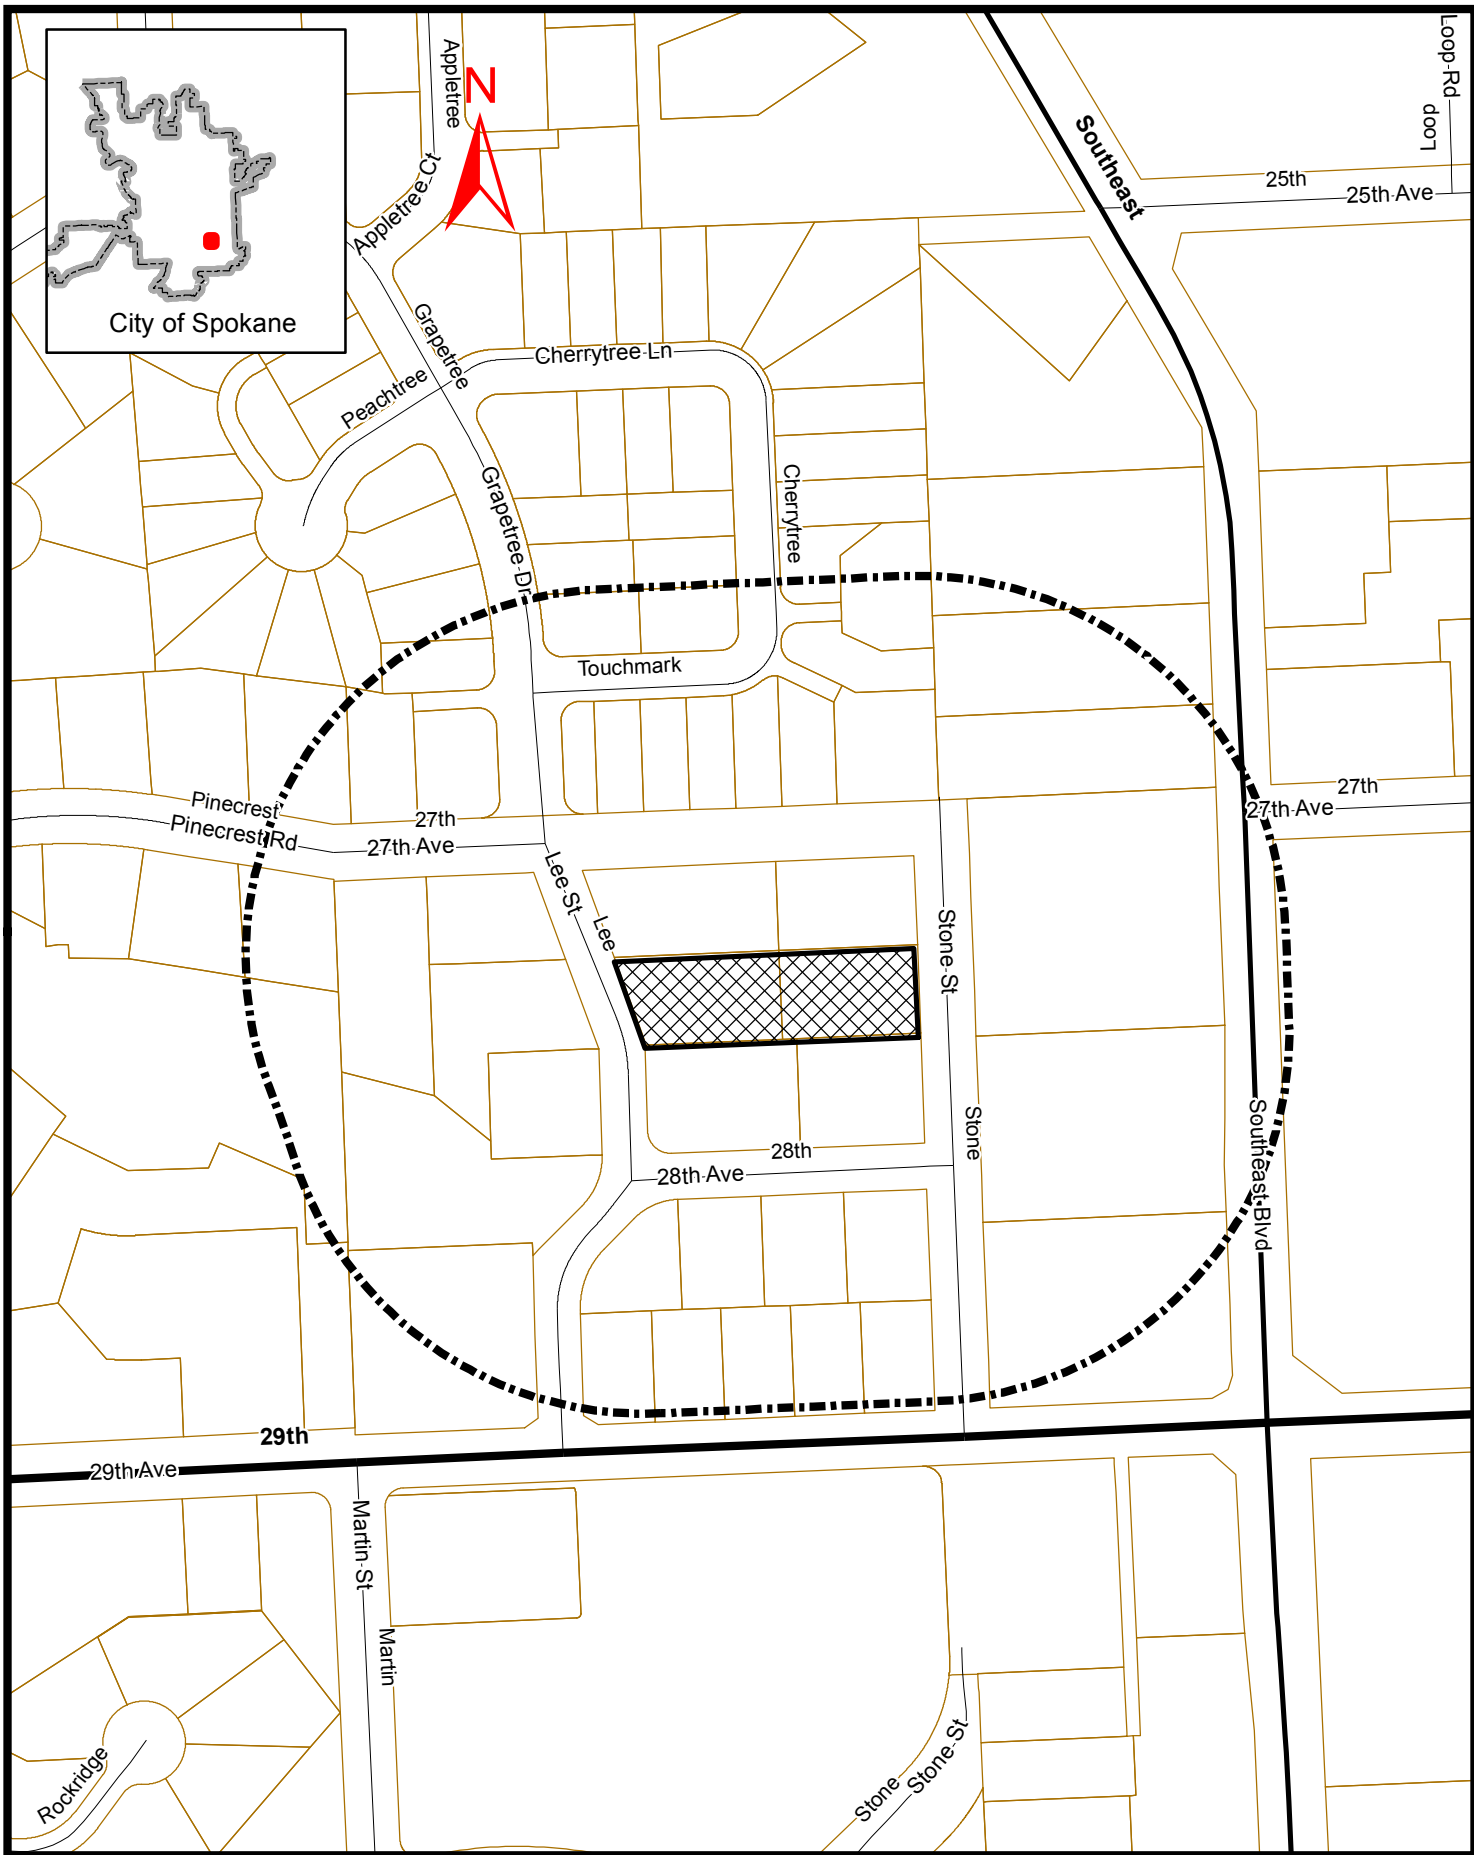 Appletree
N
Loop Rd
Loop
Southeast
25th
25th Ave
Appletree Ct
City of Spokane
Grapetree
Cherrytree Ln
Peachtree
Cherrytree
Grapetree Dr
Touchmark
Pinecrest
Pinecrest Rd
27th
27th Ave
27th
27th Ave
Lee St
Lee
Stone St
Stone
Southeast Blvd
28th
28th Ave
29th
29th Ave
Martin St
Martin
Stone St
Stone
Rockridge